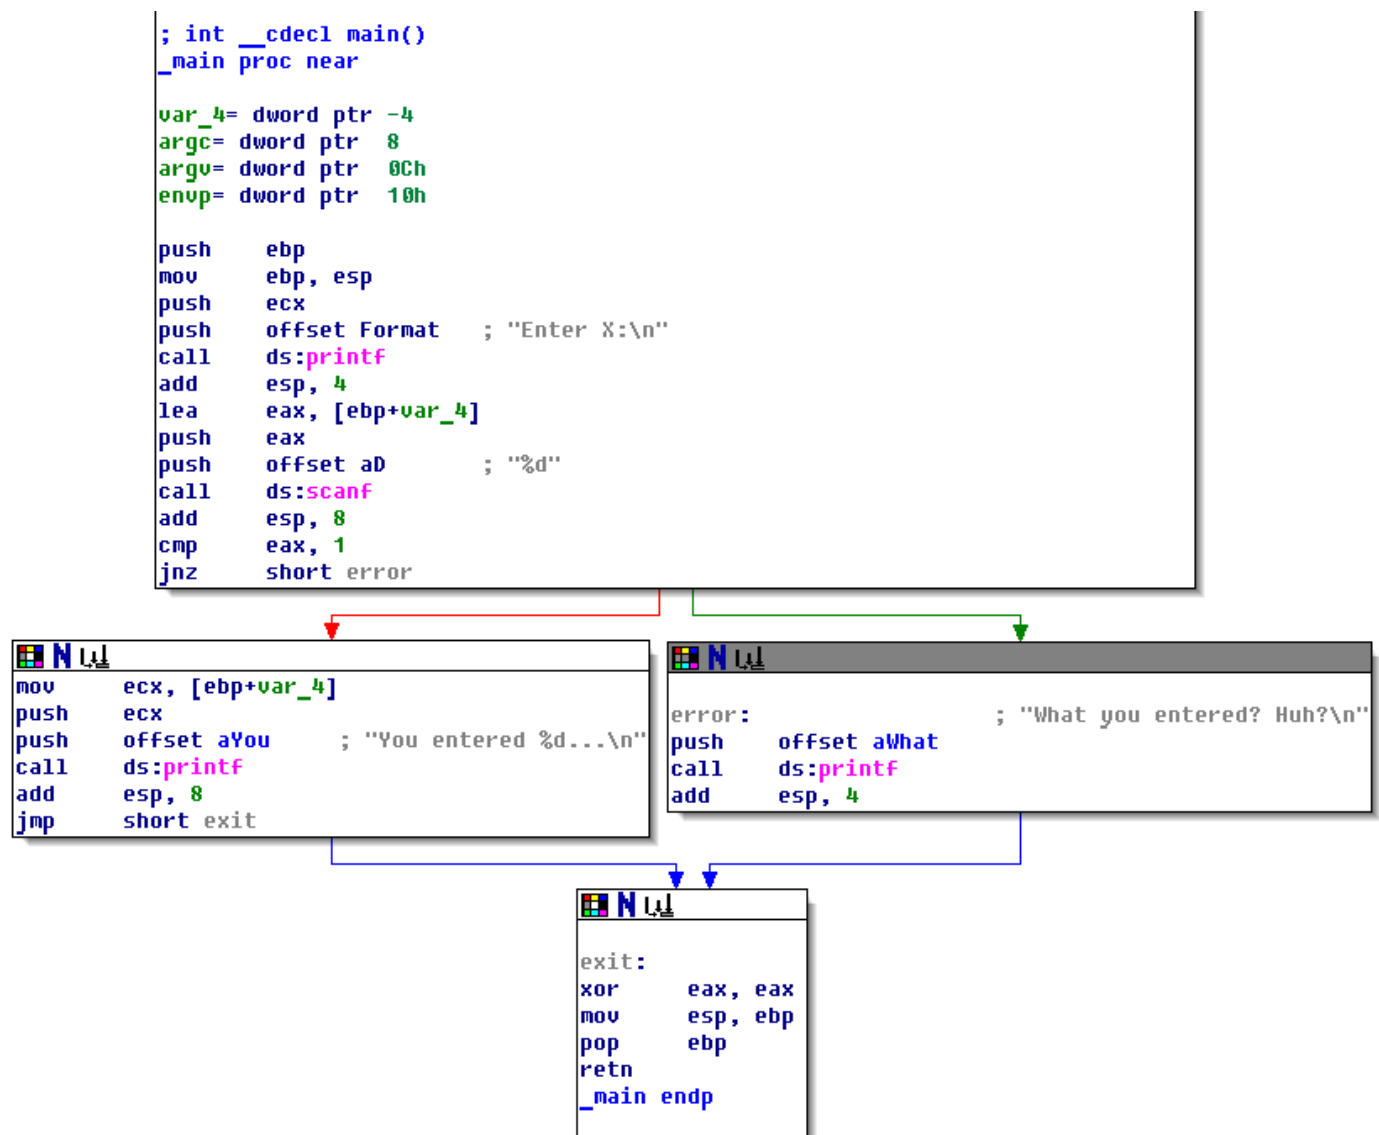 ; int __cdecl main()
_main proc near
var_4= dword ptr -4
argc= dword ptr  8
argv= dword ptr  0Ch
envp= dword ptr  10h
push    ebp
mov     ebp, esp
push    ecx
push    offset Format   ; "Enter X:\n"
call    ds:printf
add     esp, 4
lea     eax, [ebp+var_4]
push    eax
push    offset aD       ; "%d"
call    ds:scanf
add     esp, 8
cmp     eax, 1
jnz     short error
mov     ecx, [ebp+var_4]
push    ecx
push    offset aYou     ; "You entered %d...\n"
call    ds:printf
add     esp, 8
jmp     short exit
error:                  ; "What you entered? Huh?\n"
push    offset aWhat
call    ds:printf
add     esp, 4
exit:
xor     eax, eax
mov     esp, ebp
pop     ebp
retn
_main endp